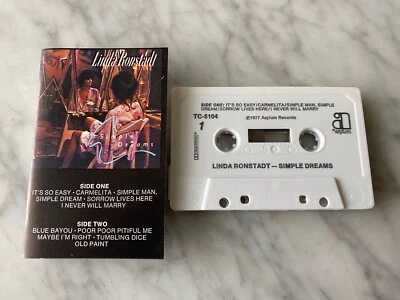 Linda Ronstadt
Simple
Dreams
SIDE ONE
IT'S SO EASY • CARMELITA • SIMPLE MAN,
SIMPLE DREAM • SORROW LIVES HERE
I NEVER WILL MARRY
SIDE TWO
BLUE BAYOU • POOR POOR PITIFUL ME
MAYBE I'M RIGHT • TUMBLING DICE
OLD PAINT
SIDE ONE: IT'S SO EASY/CARMELITA/SIMPLE MAN, SIMPLE
DREAM/SORROW LIVES HERE/I NEVER WILL MARRY
TC-5104
©1977 Asylum Records
asylum
1
LINDA RONSTADT — SIMPLE DREAMS